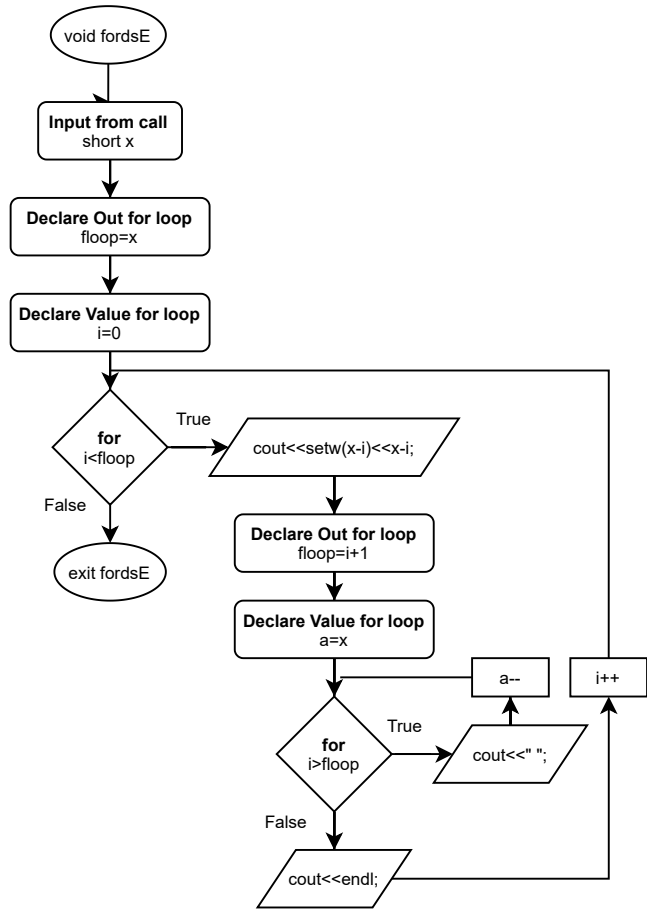 void fordsE
Input from call
short x
Declare Out for loop
floop=x
Declare Value for loop
i=0
for
i<floop
True
False
exit fordsE
cout<<setw(x-i)<<x-i;
Declare Out for loop
floop=i+1
Declare Value for loop
a=x
for
i>floop
True
cout<<" ";
a--
i++
False
cout<<endl;